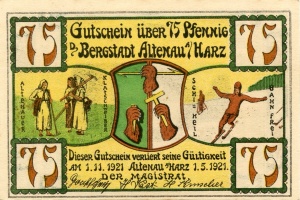 75 Gutschein über 75 Pfennig 75
D. Bergstadt Altenau i/Harz
ALTENAUER
KLATSCHEIER
SCHI HEIL
BAHN FREI
75 Dieser Gutschein verliert seine Gültigkeit 75
AM 1.11.1921 ALTENAU HARZ 1.5.1921.
DER MAGISTRAT